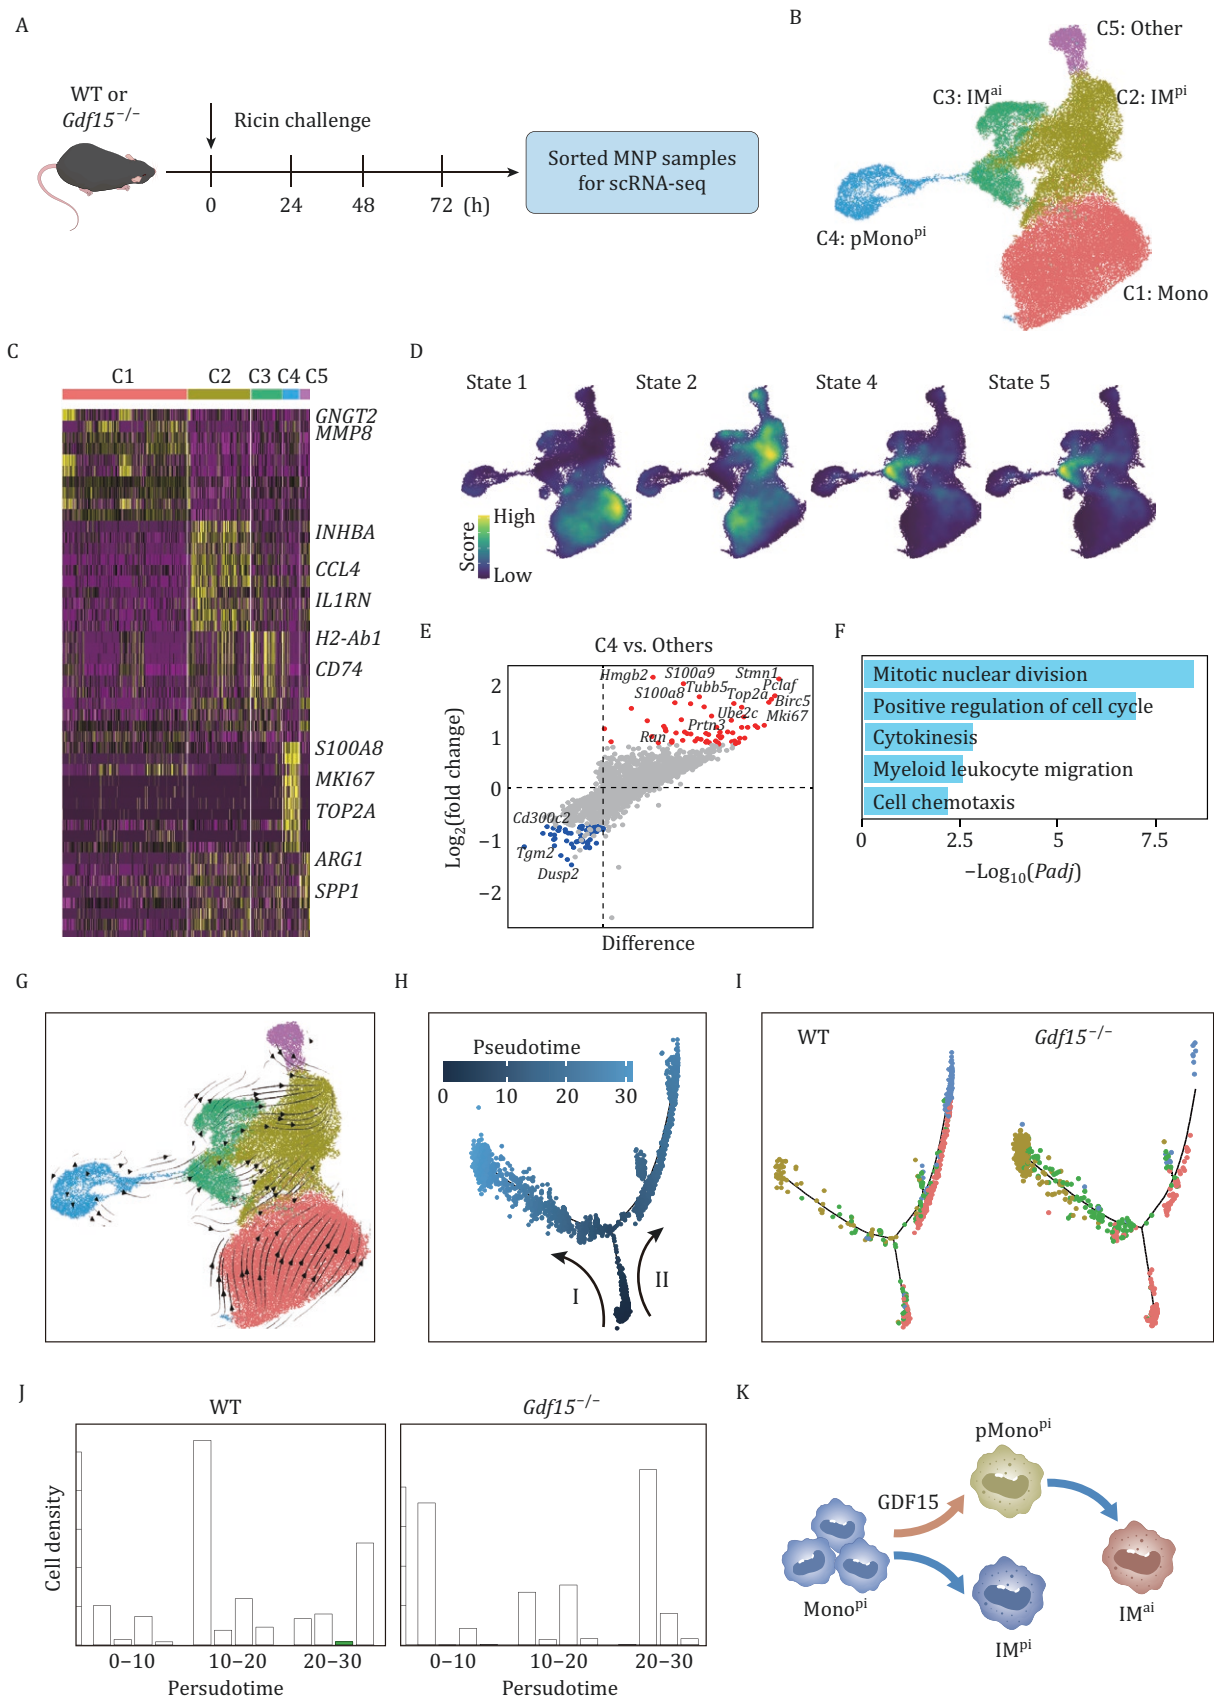 A
WT or
Gdf15⁻/⁻
Ricin challenge
0
24
48
72
(h)
Sorted MNP samples
for scRNA-seq
B
C5: Other
C3: IMᵃⁱ
C2: IMᵖⁱ
C4: pMonoᵖⁱ
C1: Mono
C
C1
C2
C3
C4
C5
GNGT2
MMP8
INHBA
CCL4
IL1RN
H2-Ab1
CD74
S100A8
MKI67
TOP2A
ARG1
SPP1
D
State 1
State 2
State 4
State 5
Score
High
Low
E
C4 vs. Others
Log₂(fold change)
2
1
0
−1
−2
Hmgb2
S100a9
Stmn1
S100a8
Tubb5
Top2a
Pclaf
Birc5
Ube2c
Mki67
Prtn3
Ran
Cd300c2
Tgm2
Dusp2
Difference
F
Mitotic nuclear division
Positive regulation of cell cycle
Cytokinesis
Myeloid leukocyte migration
Cell chemotaxis
0
2.5
5
7.5
−Log₁₀(Padj)
G
H
Pseudotime
0
10
20
30
I
II
I
WT
Gdf15⁻/⁻
J
WT
Gdf15⁻/⁻
Cell density
0−10
10−20
20−30
0−10
10−20
20−30
Persudotime
Persudotime
K
pMonoᵖⁱ
GDF15
Monoᵖⁱ
IMᵖⁱ
IMᵃⁱ